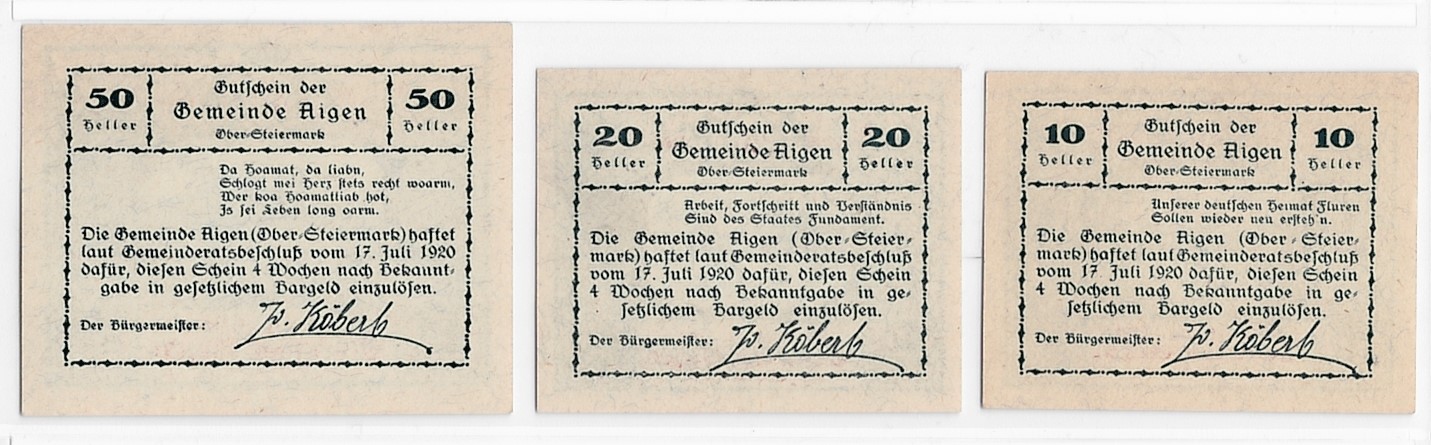 50
Heller
Gutschein der
Gemeinde Aigen
Ober-Steiermark
50
Heller
Da Hoamat, da liabn,
Schlogt mei Herz stets recht woarm,
Wer koa Hoamatliab hot,
Is sei Leben long oarm.
Die Gemeinde Aigen (Ober-Steiermark) haftet
laut Gemeinderatsbeschluß vom 17. Juli 1920
dafür, diesen Schein 4 Wochen nach Bekannt-
gabe in gesetzlichem Bargeld einzulösen.
Der Bürgermeister:
Köberl
20
Heller
Gutschein der
Gemeinde Aigen
Ober-Steiermark
20
Heller
Arbeit, Fortschritt und Verständnis
Sind des Staates Fundament.
Die Gemeinde Aigen (Ober-Steier-
mark) haftet laut Gemeinderatsbeschluß
vom 17. Juli 1920 dafür, diesen Schein
4 Wochen nach Bekanntgabe in ge-
setzlichem Bargeld einzulösen.
Der Bürgermeister:
Köberl
10
Heller
Gutschein der
Gemeinde Aigen
Ober-Steiermark
10
Heller
Unserer deutschen Heimat Fluren
Sollen wieder neu ersteh'n.
Die Gemeinde Aigen (Ober-Steier-
mark) haftet laut Gemeinderatsbeschluß
vom 17. Juli 1920 dafür, diesen Schein
4 Wochen nach Bekanntgabe in ge-
setzlichem Bargeld einzulösen.
Der Bürgermeister:
Köberl